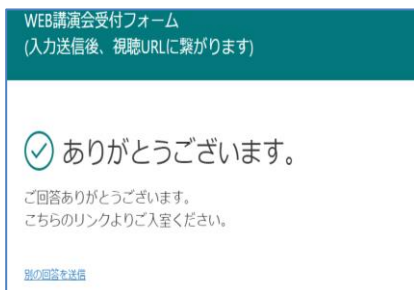 WEB講演会受付フォーム
(入力送信後、視聴URLに繋がります)
ありがとうございます。
ご回答ありがとうございます。
こちらのリンクよりご入室ください。
別の回答を送信